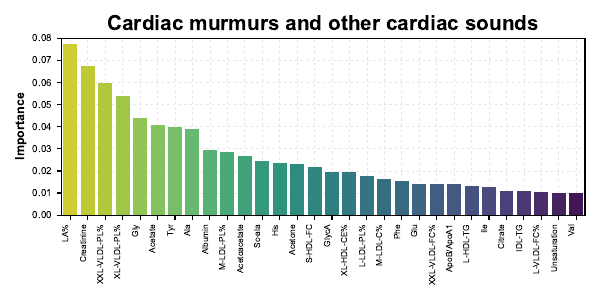 Cardiac murmurs and other cardiac sounds
Importance
0.08
0.07
0.06
0.05
0.04
0.03
0.02
0.01
0.00
LA%
Creatinine
XXL-VLDL-PL%
XL-VLDL-PL%
Gly
Acetate
Tyr
Ala
Albumin
M-LDL-PL%
Acetoacetate
His
Acetone
S-HDL-FC
GlycA
XL-HDL-CE%
L-LDL-PL%
M-LDL-C%
Phe
Glu
XXL-VLDL-FC%
ApoB/ApoA1
L-HDL-TG
Ile
Citrate
IDL-TG
L-VLDL-FC%
Unsaturation
Val